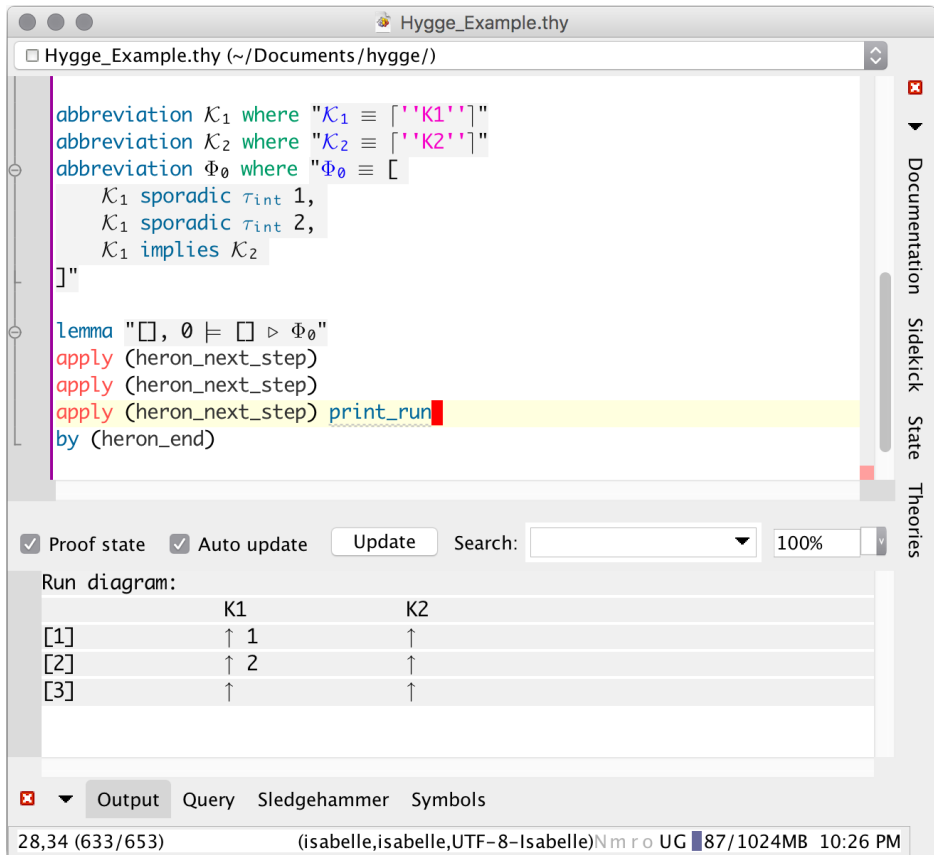 Hygge_Example.thy
Hygge_Example.thy (~/Documents/hygge/)
abbreviation 𝒦₁ where "𝒦₁ ≡ ⌈''K1''⌉"
abbreviation 𝒦₂ where "𝒦₂ ≡ ⌈''K2''⌉"
abbreviation Φ₀ where "Φ₀ ≡ [
𝒦₁ sporadic τ_int 1,
𝒦₁ sporadic τ_int 2,
𝒦₁ implies 𝒦₂
]"
lemma "[], 0 ⊨ [] ▹ Φ₀"
apply (heron_next_step)
apply (heron_next_step)
apply (heron_next_step) print_run
by (heron_end)
Documentation
Sidekick
State
Theories
Proof state Auto update Update Search: 100%
Run diagram:
K1 K2
[1] ↑ 1 ↑
[2] ↑ 2 ↑
[3] ↑ ↑
Output Query Sledgehammer Symbols
28,34 (633/653) (isabelle,isabelle,UTF-8-Isabelle)N m r o UG 87/1024MB 10:26 PM